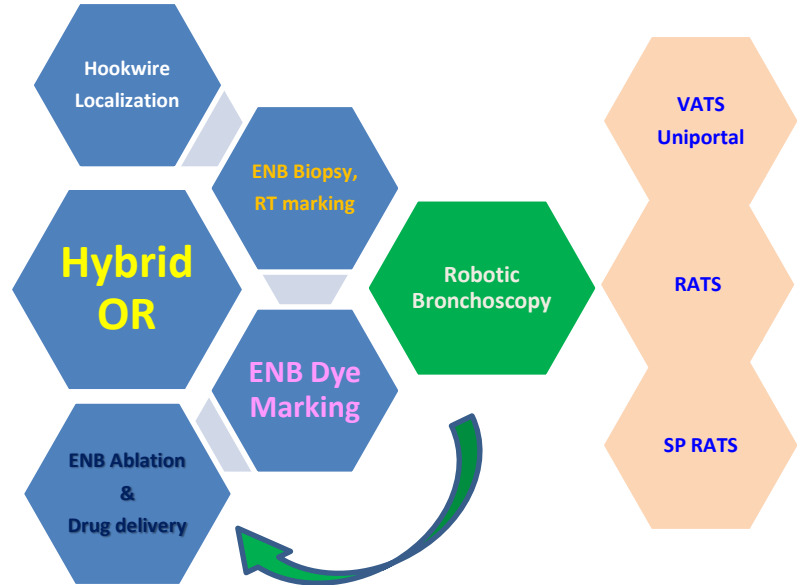 Hookwire
Localization
ENB Biopsy,
RT marking
Hybrid
OR
ENB Dye
Marking
ENB Ablation
&
Drug delivery
Robotic
Bronchoscopy
VATS
Uniportal
RATS
SP RATS